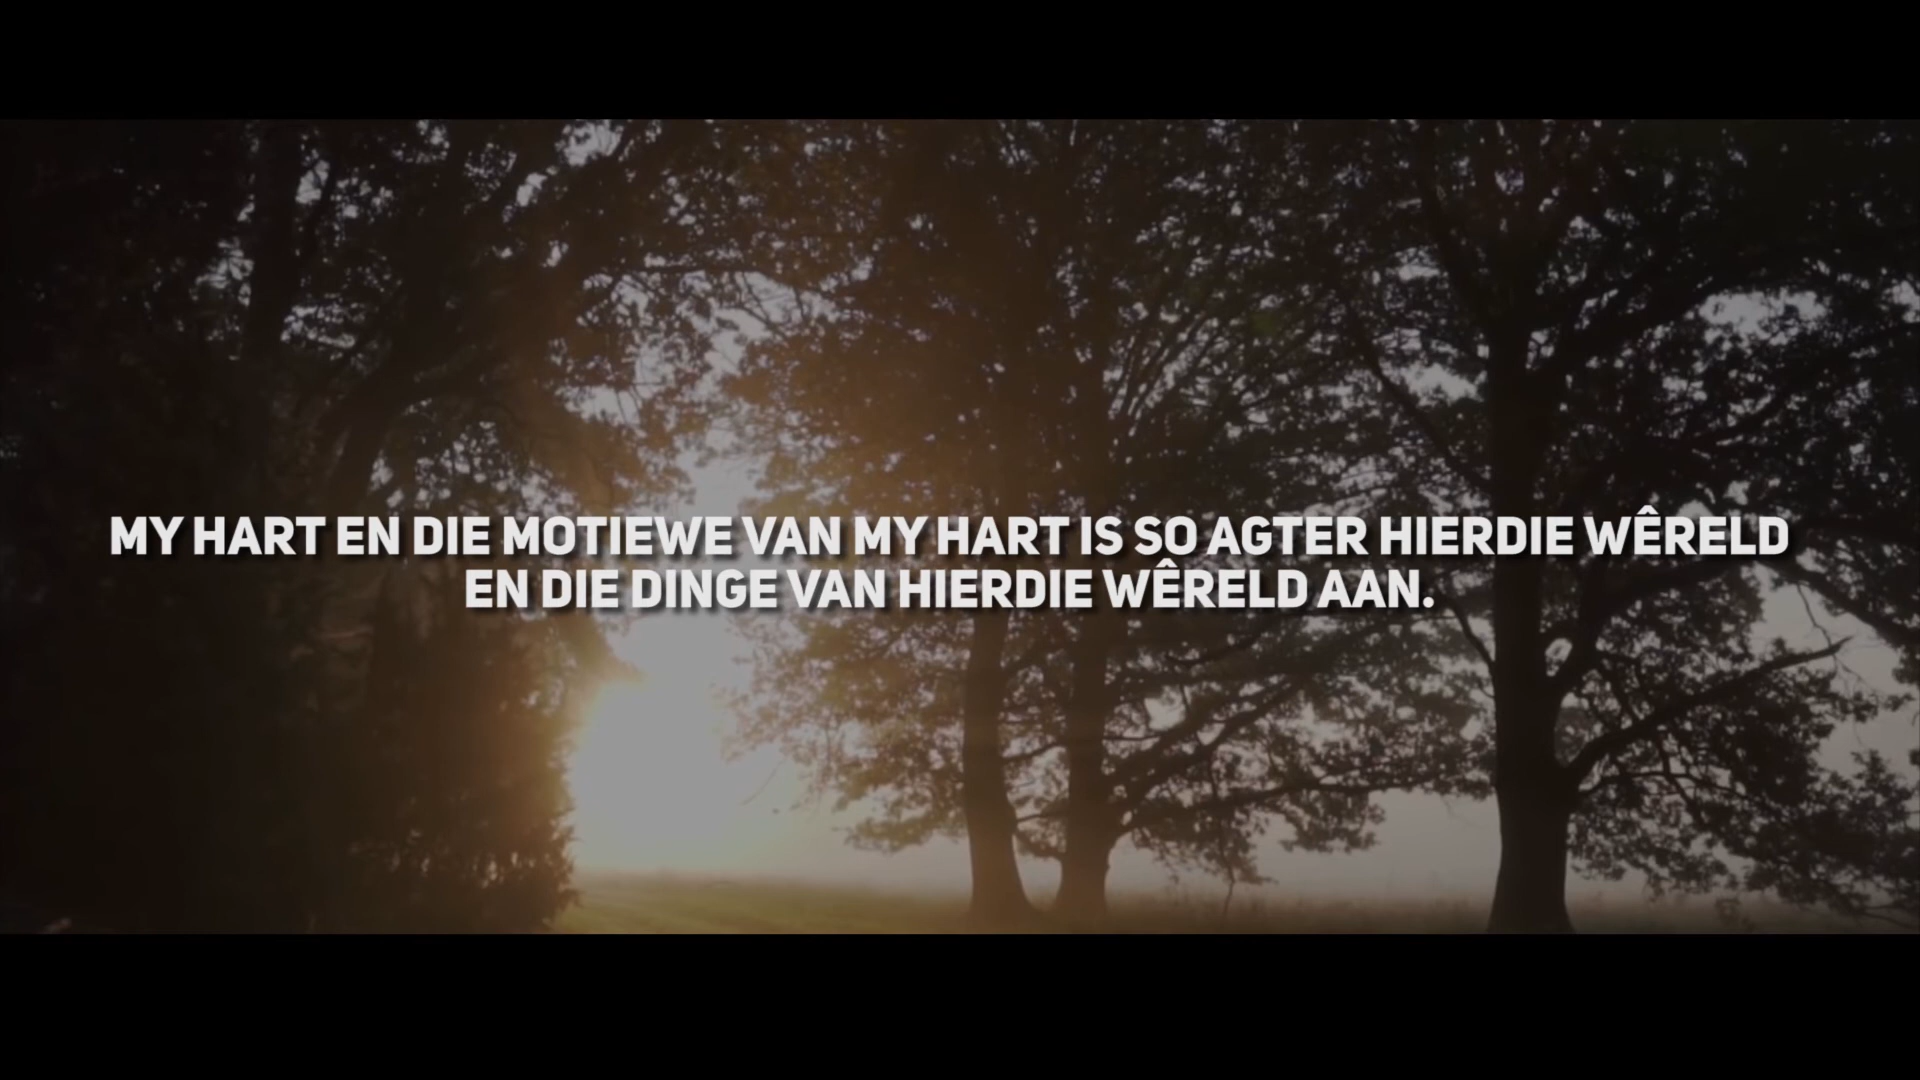 MY HART EN DIE MOTIEWE VAN MY HART IS SO AGTER HIERDIE WÊRELD
EN DIE DINGE VAN HIERDIE WÊRELD AAN.